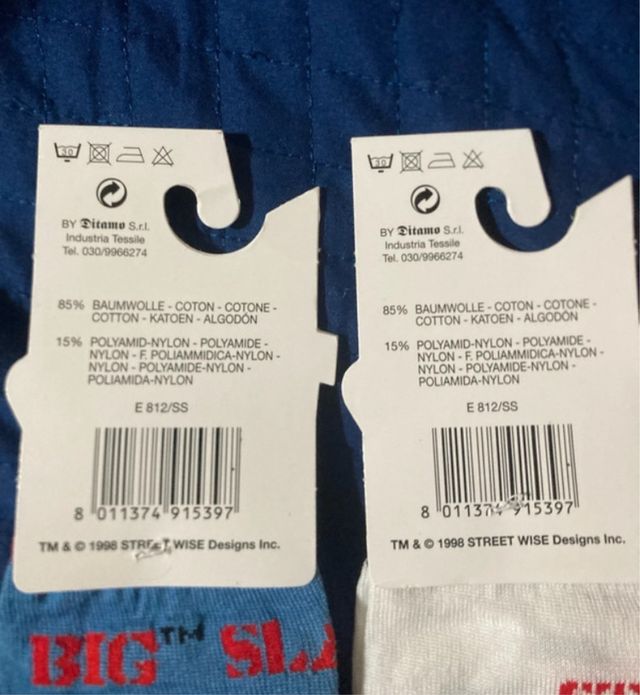 30
BY Ditamo S.r.l.
Industria Tessile
Tel. 030/9966274
85% BAUMWOLLE - COTON - COTONE -
COTTON - KATOEN - ALGODÓN
15% POLYAMID-NYLON - POLYAMIDE -
NYLON - F. POLIAMMIDICA-NYLON -
NYLON - POLYAMIDE-NYLON -
POLIAMIDA-NYLON
E 812/SS
8 011374 915397
TM & © 1998 STREET WISE Designs Inc.
BIG™
30
BY Ditamo S.r.l.
Industria Tessile
Tel. 030/9966274
85% BAUMWOLLE - COTON - COTONE -
COTTON - KATOEN - ALGODÓN
15% POLYAMID-NYLON - POLYAMIDE -
NYLON - F. POLIAMMIDICA-NYLON -
NYLON - POLYAMIDE-NYLON -
POLIAMIDA-NYLON
E 812/SS
8 011374 915397
TM & © 1998 STREET WISE Designs Inc.